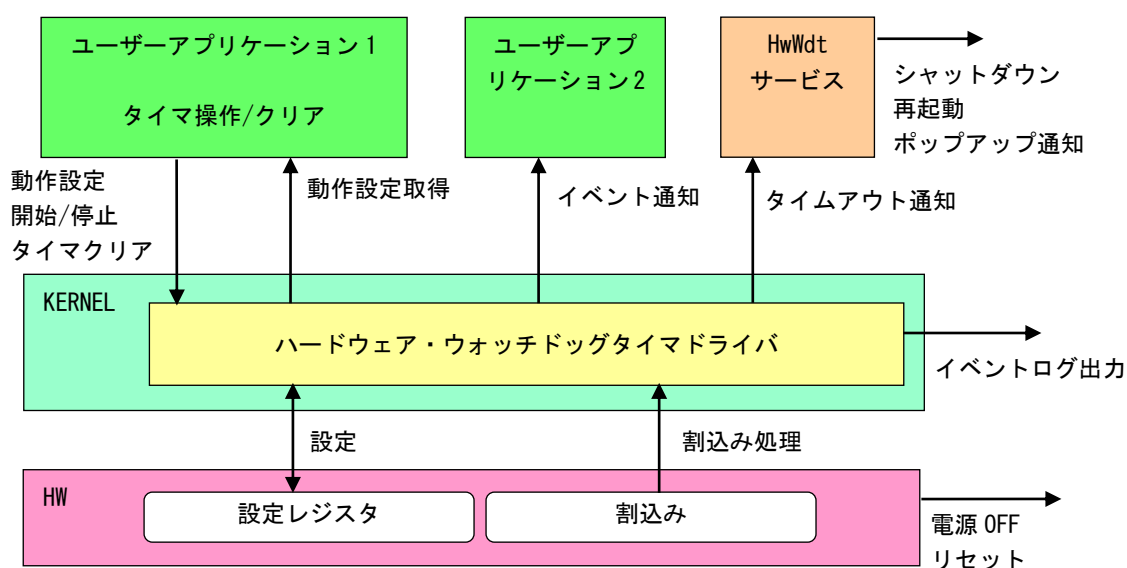 ユーザーアプリケーション1
タイマ操作/クリア
ユーザーアプ
リケーション2
HwWdt
サービス
シャットダウン
再起動
ポップアップ通知
動作設定
開始/停止
タイマクリア
動作設定取得
イベント通知
タイムアウト通知
KERNEL
ハードウェア・ウォッチドッグタイマドライバ
イベントログ出力
設定
割込み処理
HW
設定レジスタ
割込み
電源 OFF
リセット